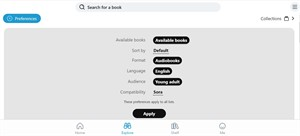 Search for a book
Preferences
Collections
Available books Available books
Sort by Default
Format Audiobooks
Language English
Audience Young adult
Compatibility Sora
These preferences apply to all lists.
Apply
Home Explore Shelf Me